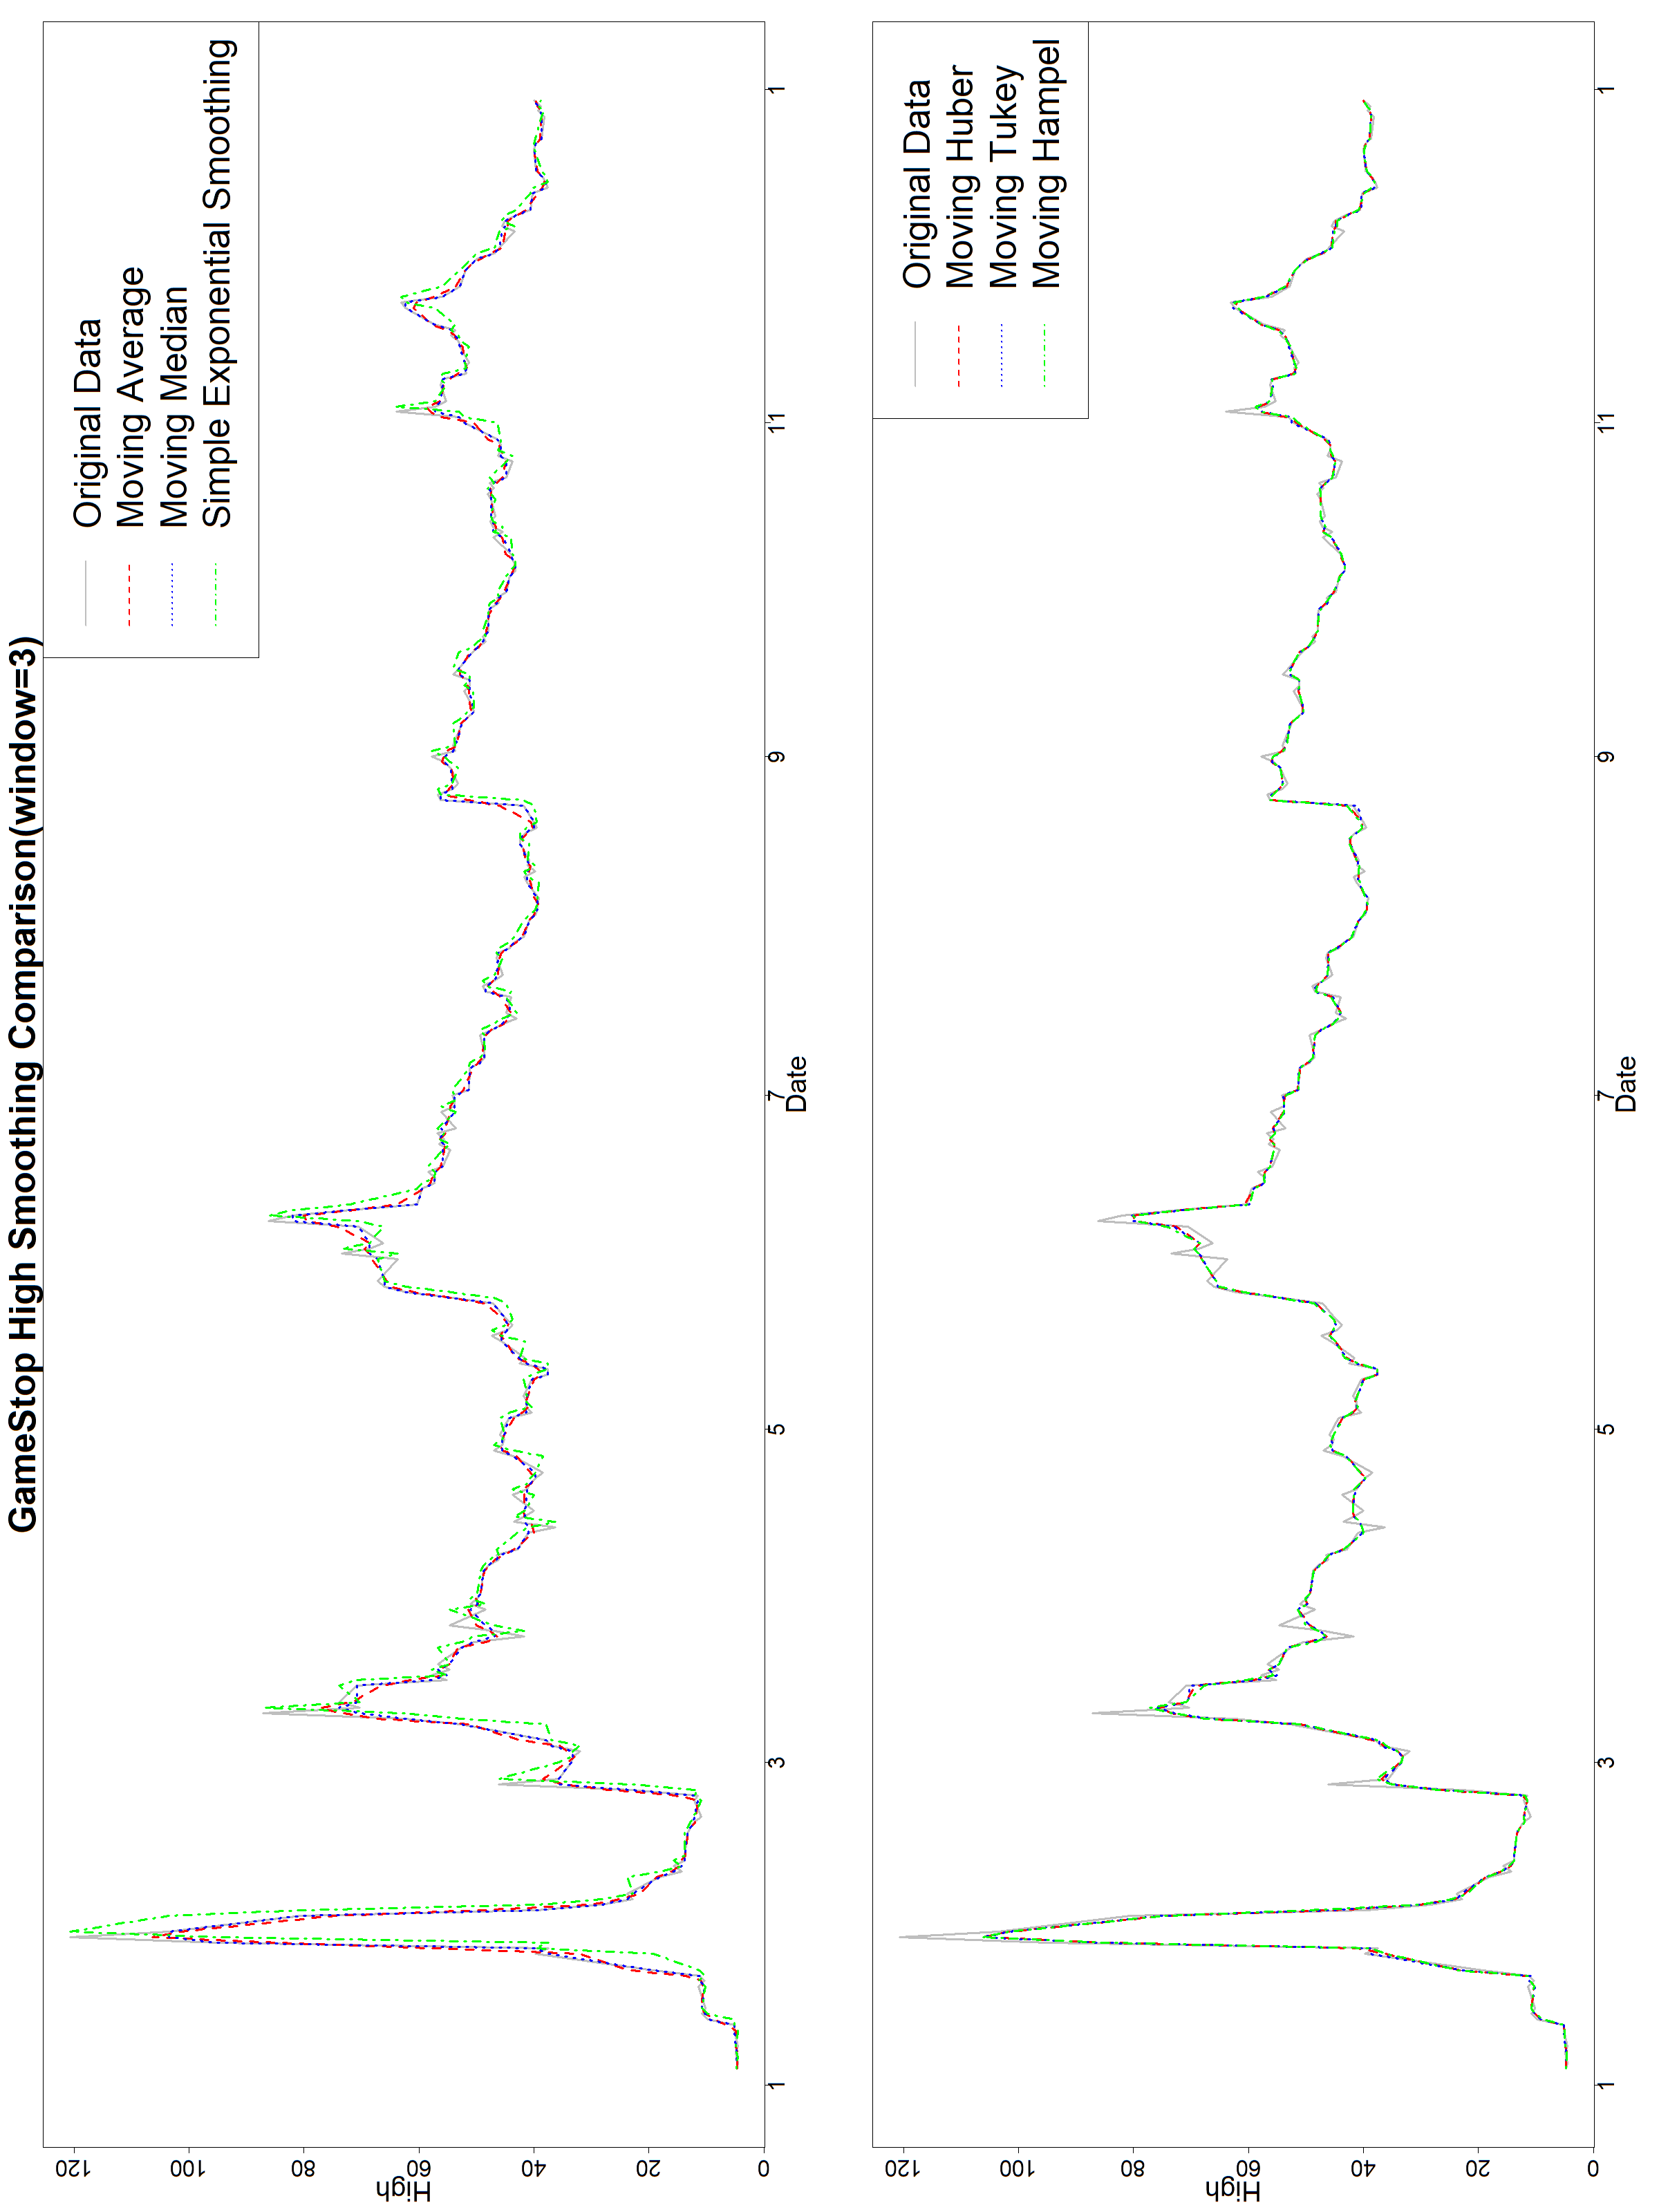 GameStop High Smoothing Comparison(window=3)
Original Data
Moving Average
Moving Median
Simple Exponential Smoothing
High
0
20
40
60
80
100
120
1
3
5
7
9
11
1
Date
Original Data
Moving Huber
Moving Tukey
Moving Hampel
High
0
20
40
60
80
100
120
1
3
5
7
9
11
1
Date